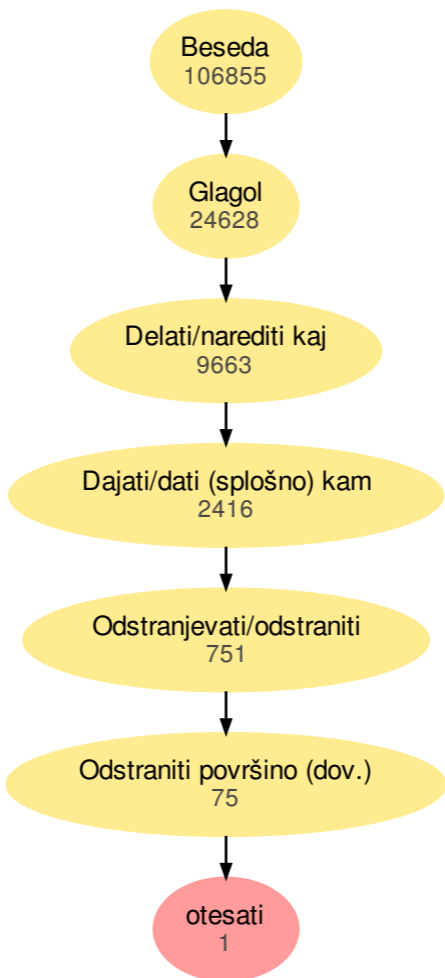 Beseda
106855
Glagol
24628
Delati/narediti kaj
9663
Dajati/dati (splošno) kam
2416
Odstranjevati/odstraniti
751
Odstraniti površino (dov.)
75
otesati
1